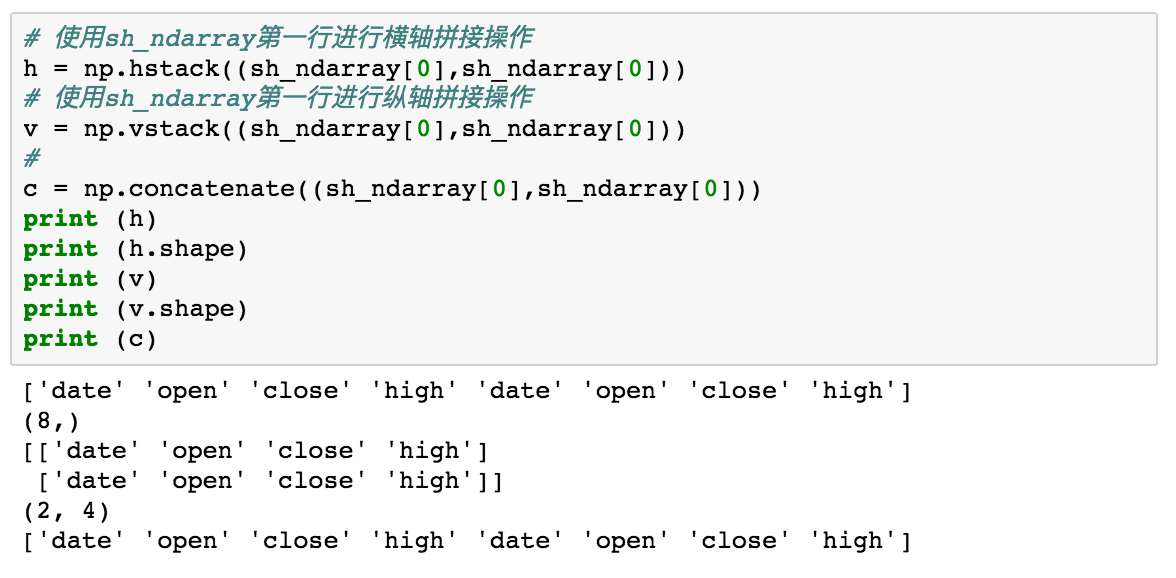 # 使用sh_ndarray第一行进行横轴拼接操作
h = np.hstack((sh_ndarray[0],sh_ndarray[0]))
# 使用sh_ndarray第一行进行纵轴拼接操作
v = np.vstack((sh_ndarray[0],sh_ndarray[0]))
#
c = np.concatenate((sh_ndarray[0],sh_ndarray[0]))
print (h)
print (h.shape)
print (v)
print (v.shape)
print (c)
['date' 'open' 'close' 'high' 'date' 'open' 'close' 'high']
(8,)
[['date' 'open' 'close' 'high']
 ['date' 'open' 'close' 'high']]
(2, 4)
['date' 'open' 'close' 'high' 'date' 'open' 'close' 'high']